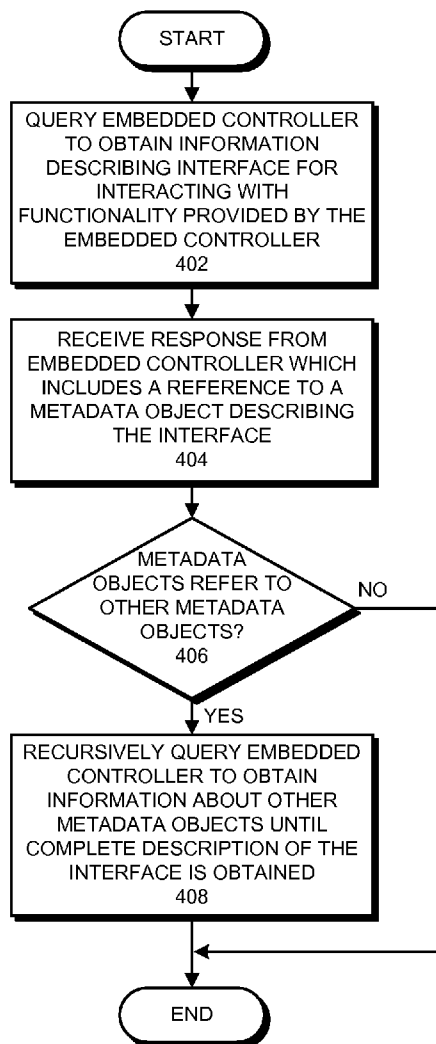 START
QUERY EMBEDDED CONTROLLER
TO OBTAIN INFORMATION
DESCRIBING INTERFACE FOR
INTERACTING WITH
FUNCTIONALITY PROVIDED BY THE
EMBEDDED CONTROLLER
402
RECEIVE RESPONSE FROM
EMBEDDED CONTROLLER WHICH
INCLUDES A REFERENCE TO A
METADATA OBJECT DESCRIBING
THE INTERFACE
404
METADATA
OBJECTS REFER TO
OTHER METADATA
OBJECTS?
406
NO
YES
RECURSIVELY QUERY EMBEDDED
CONTROLLER TO OBTAIN
INFORMATION ABOUT OTHER
METADATA OBJECTS UNTIL
COMPLETE DESCRIPTION OF THE
INTERFACE IS OBTAINED
408
END